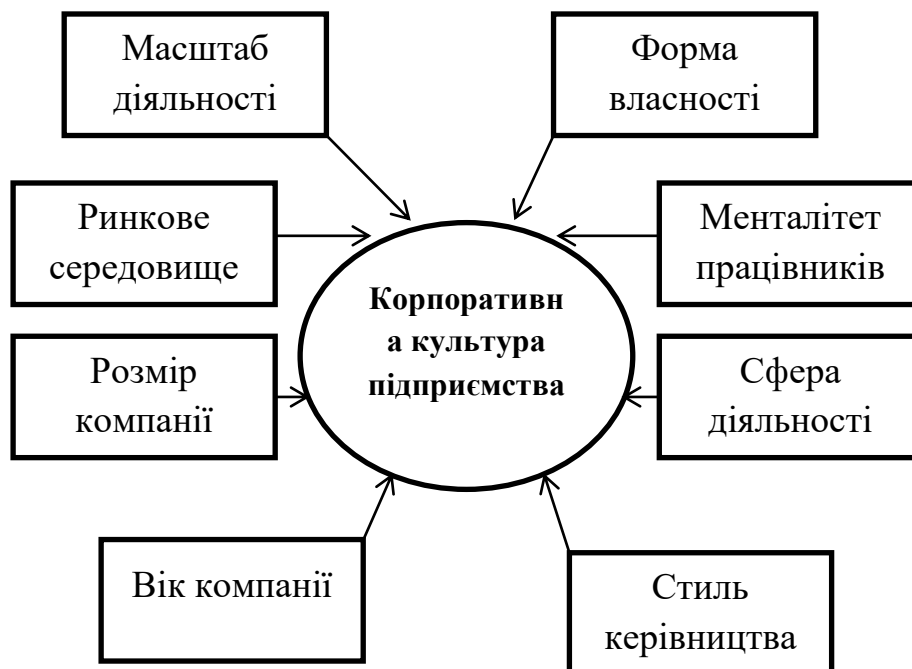 Масштаб
діяльності
Форма
власності
Ринкове
середовище
Менталітет
працівників
Корпоративн
а культура
підприємства
Розмір
компанії
Сфера
діяльності
Вік компанії
Стиль
керівництва